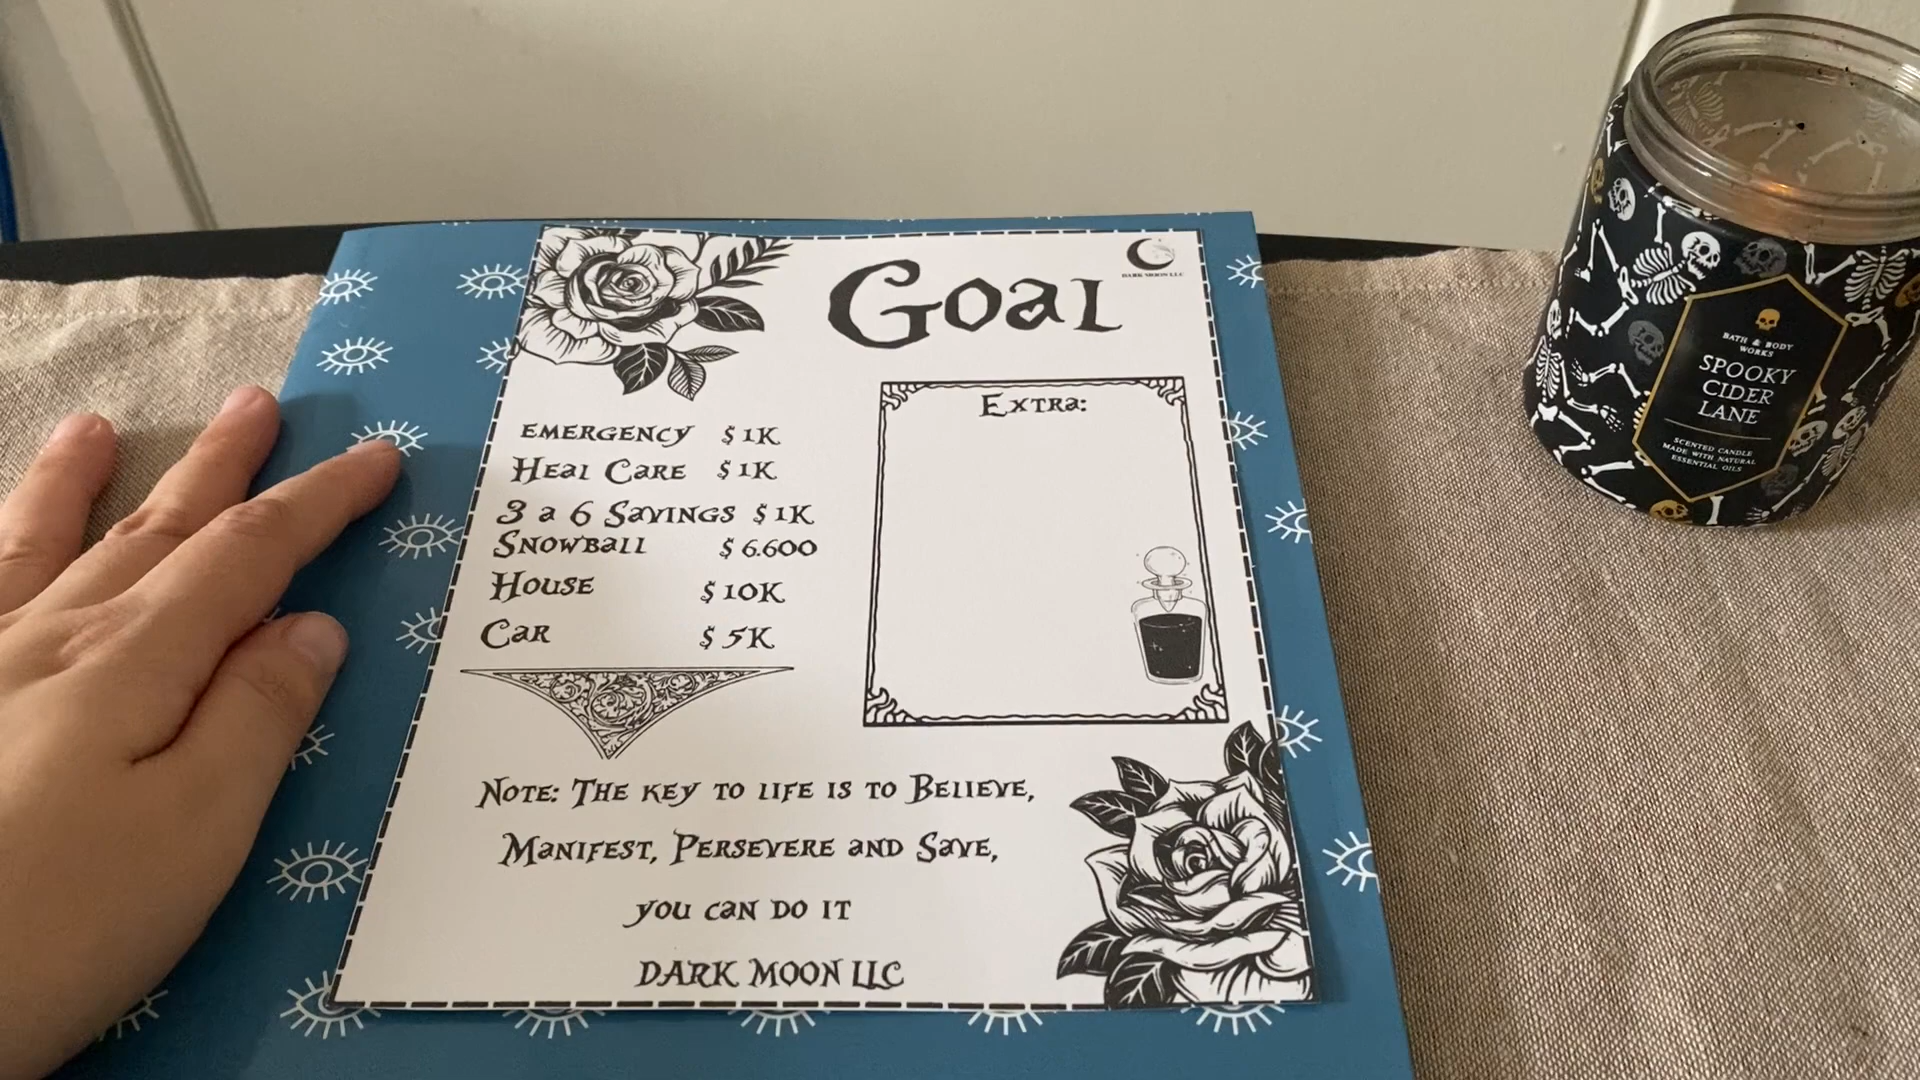 Goal
DARK MOON LLC
Extra:
EMERGENCY $ 1K
Heal Care $ 1K
3 a 6 Savings $ 1K
Snowball $ 6.600
House $ 10K
Car $ 5K
Note: The key to life is to Believe,
Manifest, Persevere and Save,
you can do it
DARK MOON LLC
BATH & BODY
WORKS
SPOOKY
CIDER
LANE
SCENTED CANDLE
MADE WITH NATURAL
ESSENTIAL OILS